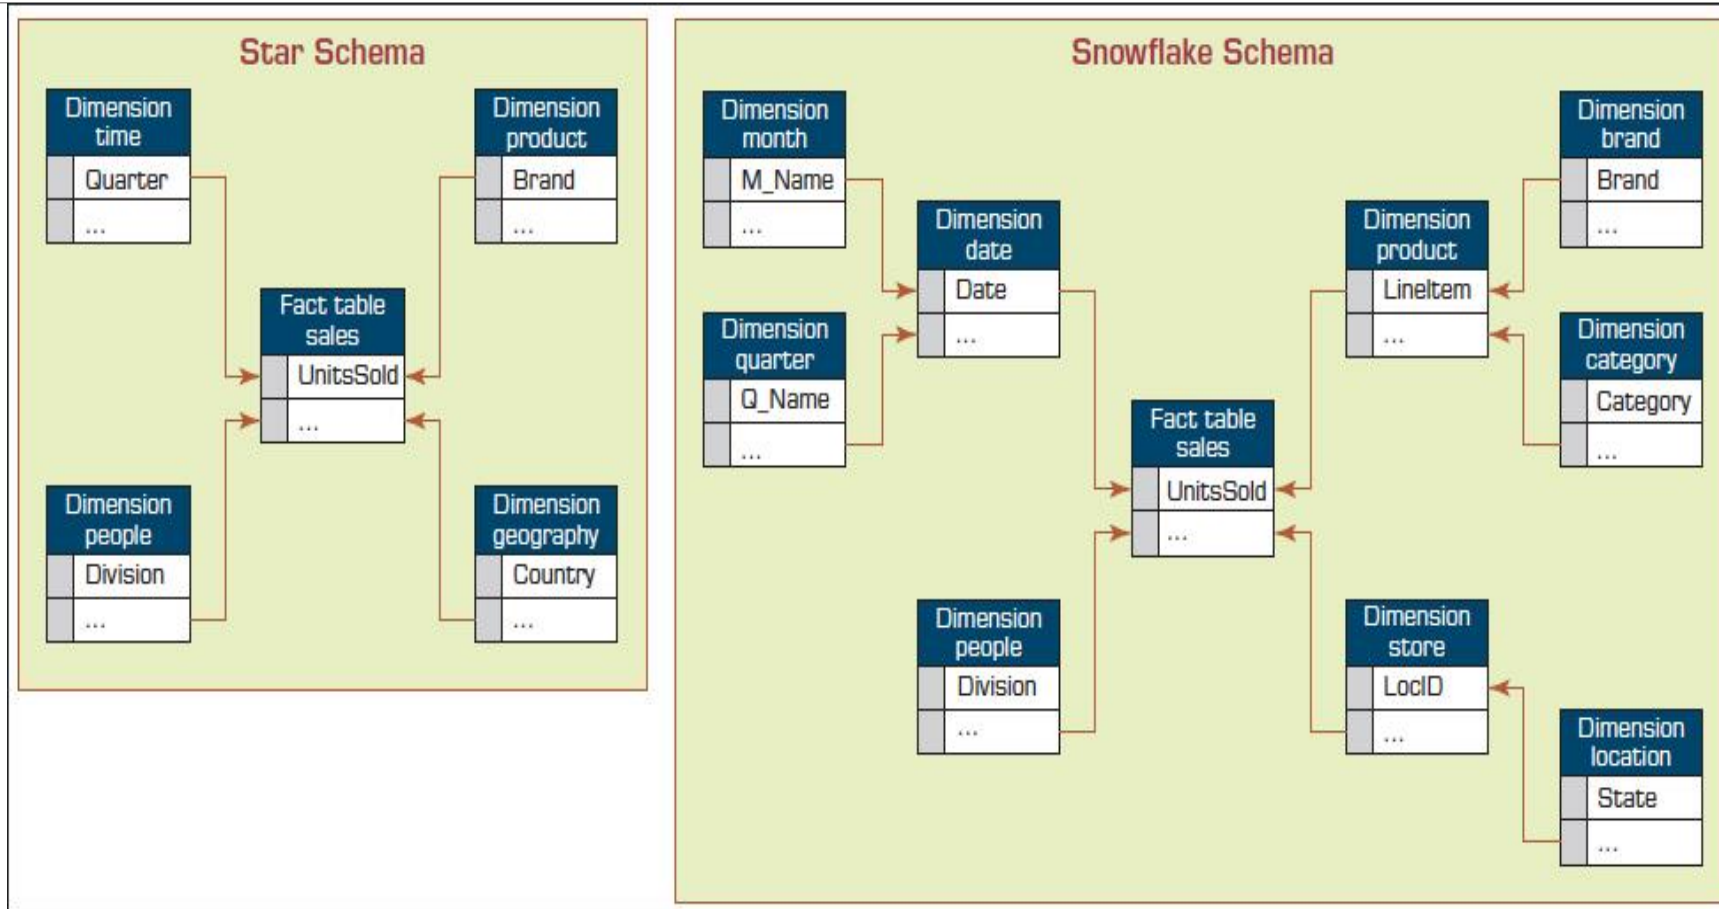 Star Schema
Dimension
time
Quarter
...
Dimension
product
Brand
...
Fact table
sales
UnitsSold
...
Dimension
people
Division
...
Dimension
geography
Country
...
Snowflake Schema
Dimension
month
M_Name
...
Dimension
quarter
Q_Name
...
Dimension
date
Date
...
Dimension
product
LineItem
...
Dimension
brand
Brand
...
Dimension
category
Category
...
Fact table
sales
UnitsSold
...
Dimension
people
Division
...
Dimension
store
LocID
...
Dimension
location
State
...